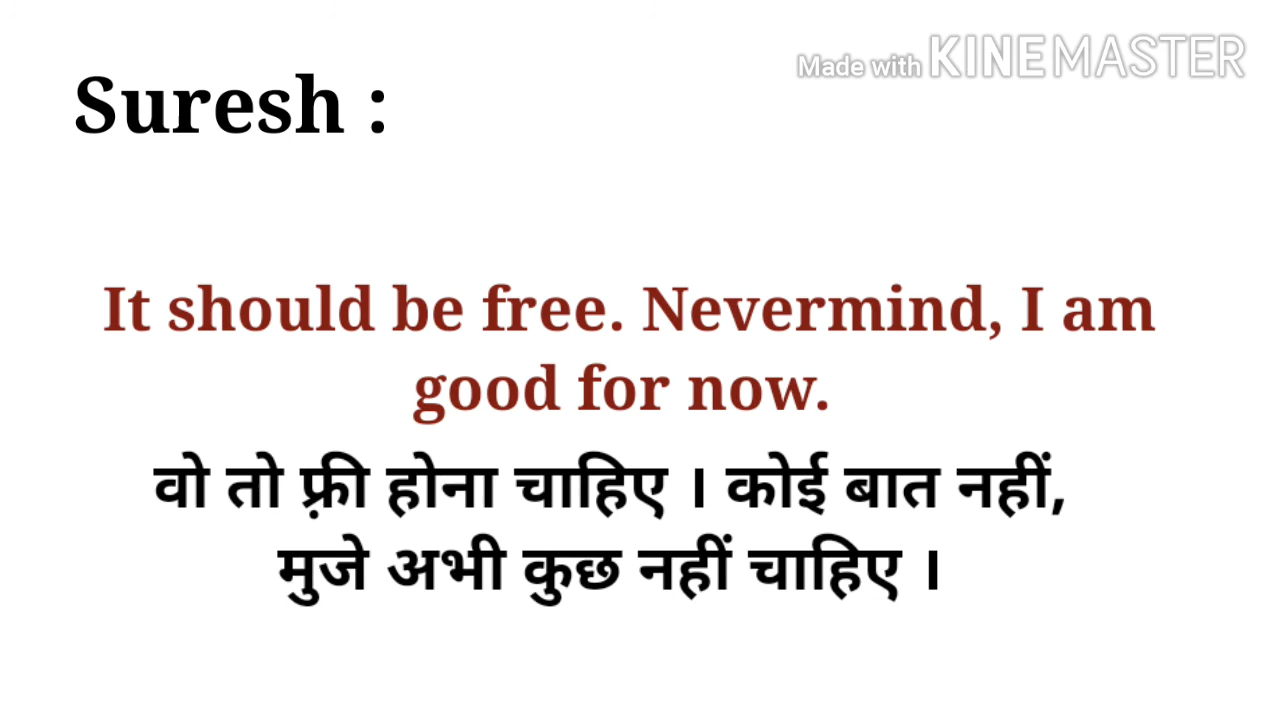 Made with KINEMASTER
Suresh :
It should be free. Nevermind, I am
good for now.
वो तो फ़्री होना चाहिए । कोई बात नहीं,
मुजे अभी कुछ नहीं चाहिए ।